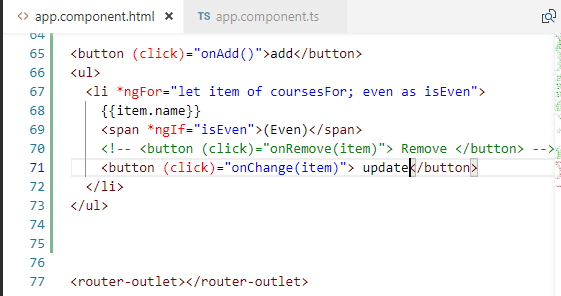 <> app.component.html ×
TS app.component.ts
64
65 <button (click)="onAdd()">add</button>
66 <ul>
67 <li *ngFor="let item of coursesFor; even as isEven">
68 {{item.name}}
69 <span *ngIf="isEven">(Even)</span>
70 <!-- <button (click)="onRemove(item)"> Remove </button> -->
71 <button (click)="onChange(item)"> update</button>
72 </li>
73 </ul>
74
75
76
77 <router-outlet></router-outlet>